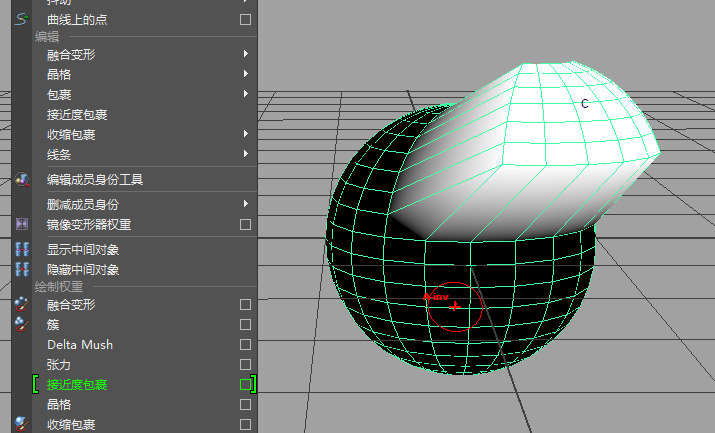 抖动
曲线上的点
编辑
融合变形
晶格
包裹
接近度包裹
收缩包裹
线条
编辑成员身份工具
删减成员身份
镜像变形器权重
显示中间对象
隐藏中间对象
绘制权重
融合变形
簇
Delta Mush
张力
接近度包裹
晶格
收缩包裹
C